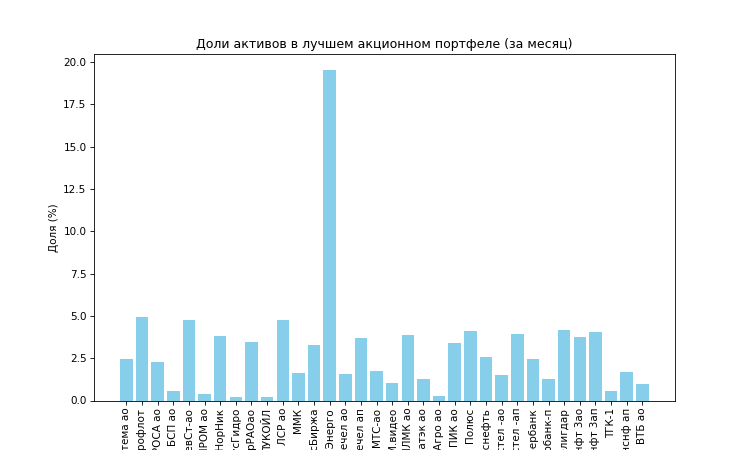 Доли активов в лучшем акционном портфеле (за месяц)
20.0
17.5
15.0
12.5
10.0
7.5
5.0
2.5
0.0
Доля (%)
тема ао
рофлот
РОСА ао
БСП ао
евСт-ао
ПРОМ ао
НорНик
сГидро
рРАОао
ЛУКОЙЛ
ЛСР ао
ММК
сБиржа
Энерго
ечел ао
ечел ап
МТС-ао
М.видео
ЛМК ао
атэк ао
Агро ао
ПИК ао
Полюс
снефть
стел -ао
стел -ап
ербанк
рбанк-п
лигдар
нфт 3ао
нфт 3ап
ТГК-1
нснф ап
ВТБ ао